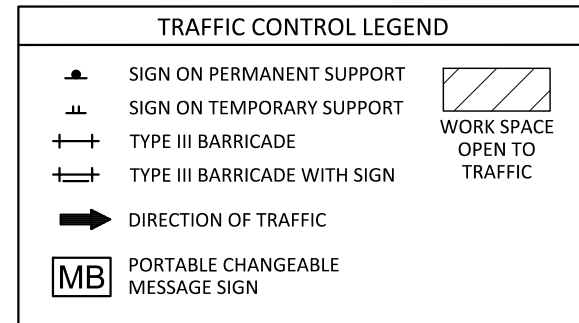 TRAFFIC CONTROL LEGEND
SIGN ON PERMANENT SUPPORT
SIGN ON TEMPORARY SUPPORT
TYPE III BARRICADE
TYPE III BARRICADE WITH SIGN
DIRECTION OF TRAFFIC
MB
PORTABLE CHANGEABLE
MESSAGE SIGN
WORK SPACE
OPEN TO
TRAFFIC